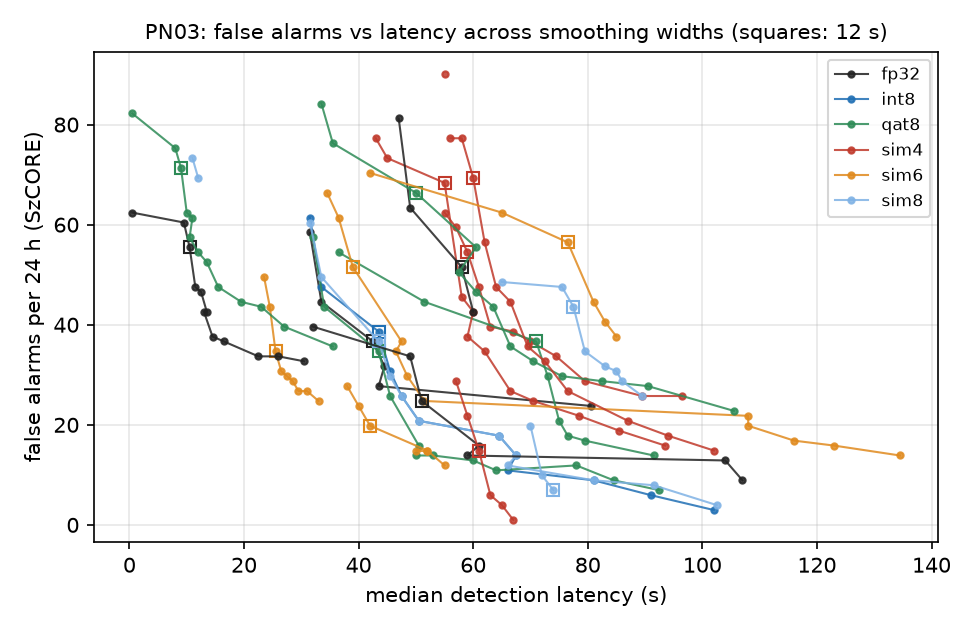 PN03: false alarms vs latency across smoothing widths (squares: 12 s)
false alarms per 24 h (SzCORE)
80
60
40
20
0
fp32
int8
qat8
sim4
sim6
sim8
0 20 40 60 80 100 120 140
median detection latency (s)